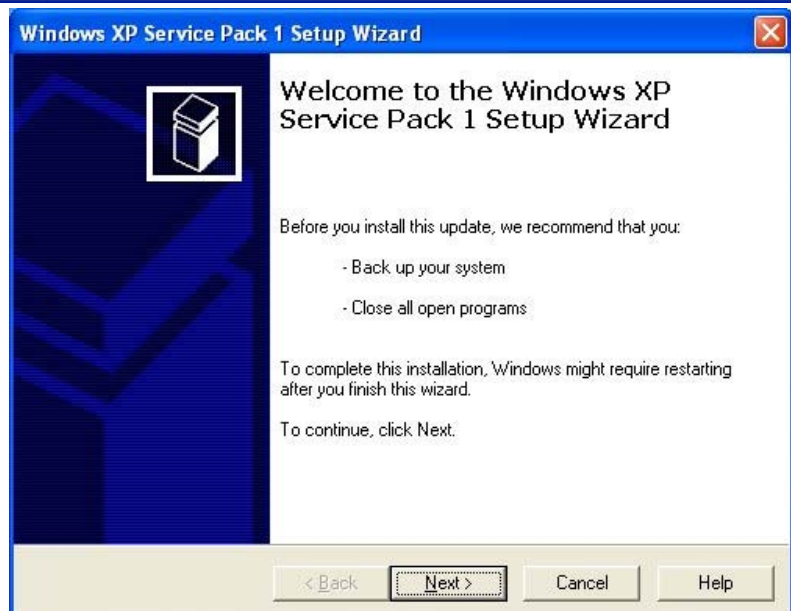 Windows XP Service Pack 1 Setup Wizard
Welcome to the Windows XP
Service Pack 1 Setup Wizard
Before you install this update, we recommend that you:
- Back up your system
- Close all open programs
To complete this installation, Windows might require restarting
after you finish this wizard.
To continue, click Next.
< Back Next > Cancel Help